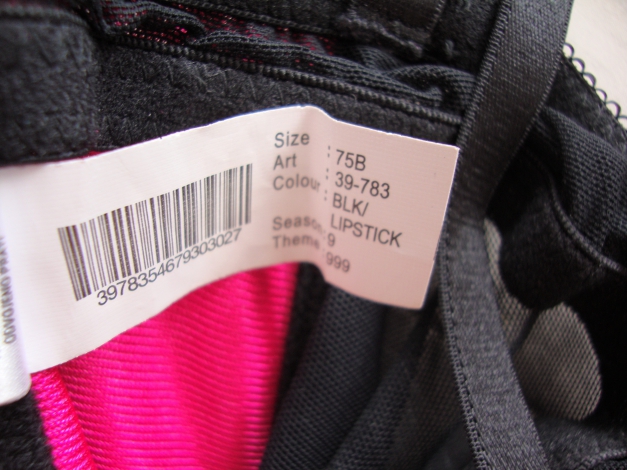 Size : 75B
Art : 39-783
Colour : BLK/
LIPSTICK
Season : 9
Theme : 999
3978354679303027